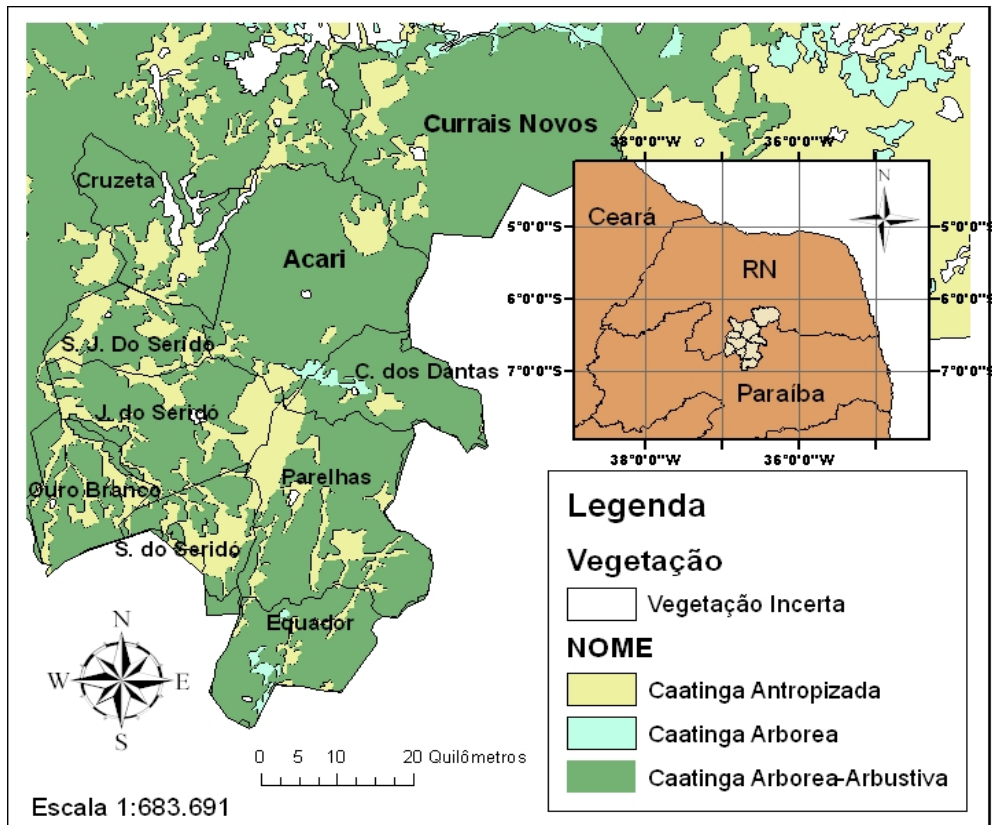 Currais Novos
Cruzeta
Acari
S. J. Do Seridó
C. dos Dantas
J. do Seridó
Parelhas
Ouro Branco
S. do Seridó
Equador
38°0'0"W
36°0'0"W
N
Ceará
5°0'0"S
5°0'0"S
RN
6°0'0"S
6°0'0"S
7°0'0"S
7°0'0"S
Paraíba
38°0'0"W
36°0'0"W
Legenda
Vegetação
Vegetação Incerta
NOME
Caatinga Antropizada
Caatinga Arborea
Caatinga Arborea-Arbustiva
N
W
E
S
0 5 10 20 Quilômetros
Escala 1:683.691